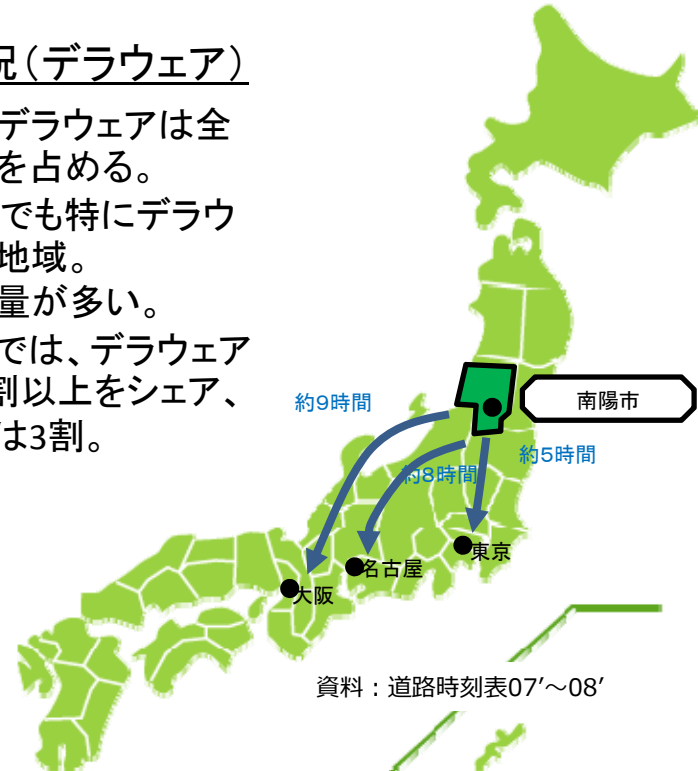 況（デラウェア）
デラウェアは全
を占める。
でも特にデラウ
地域。
量が多い。
では、デラウェア
割以上をシェア、
は3割。
約9時間
約8時間
約5時間
南陽市
東京
名古屋
大阪
資料：道路時刻表07′～08′